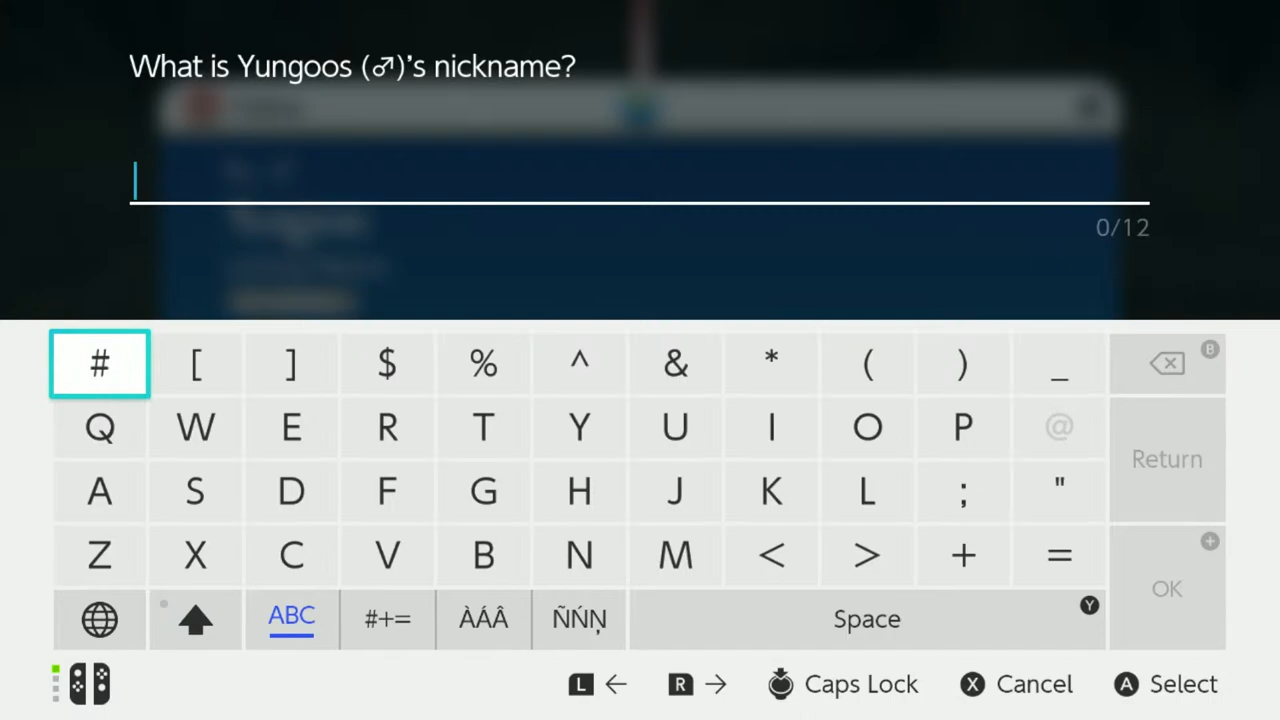 What is Yungoos (♂)'s nickname?
0/12
# [ ] $ % ^ & * ( ) _ B
Q W E R T Y U I O P @ Return
A S D F G H J K L ; "
Z X C V B N M < > + = + OK
ABC #+= ÀÁÂ ÑŃŅ Space Y
L ← R → Caps Lock X Cancel A Select